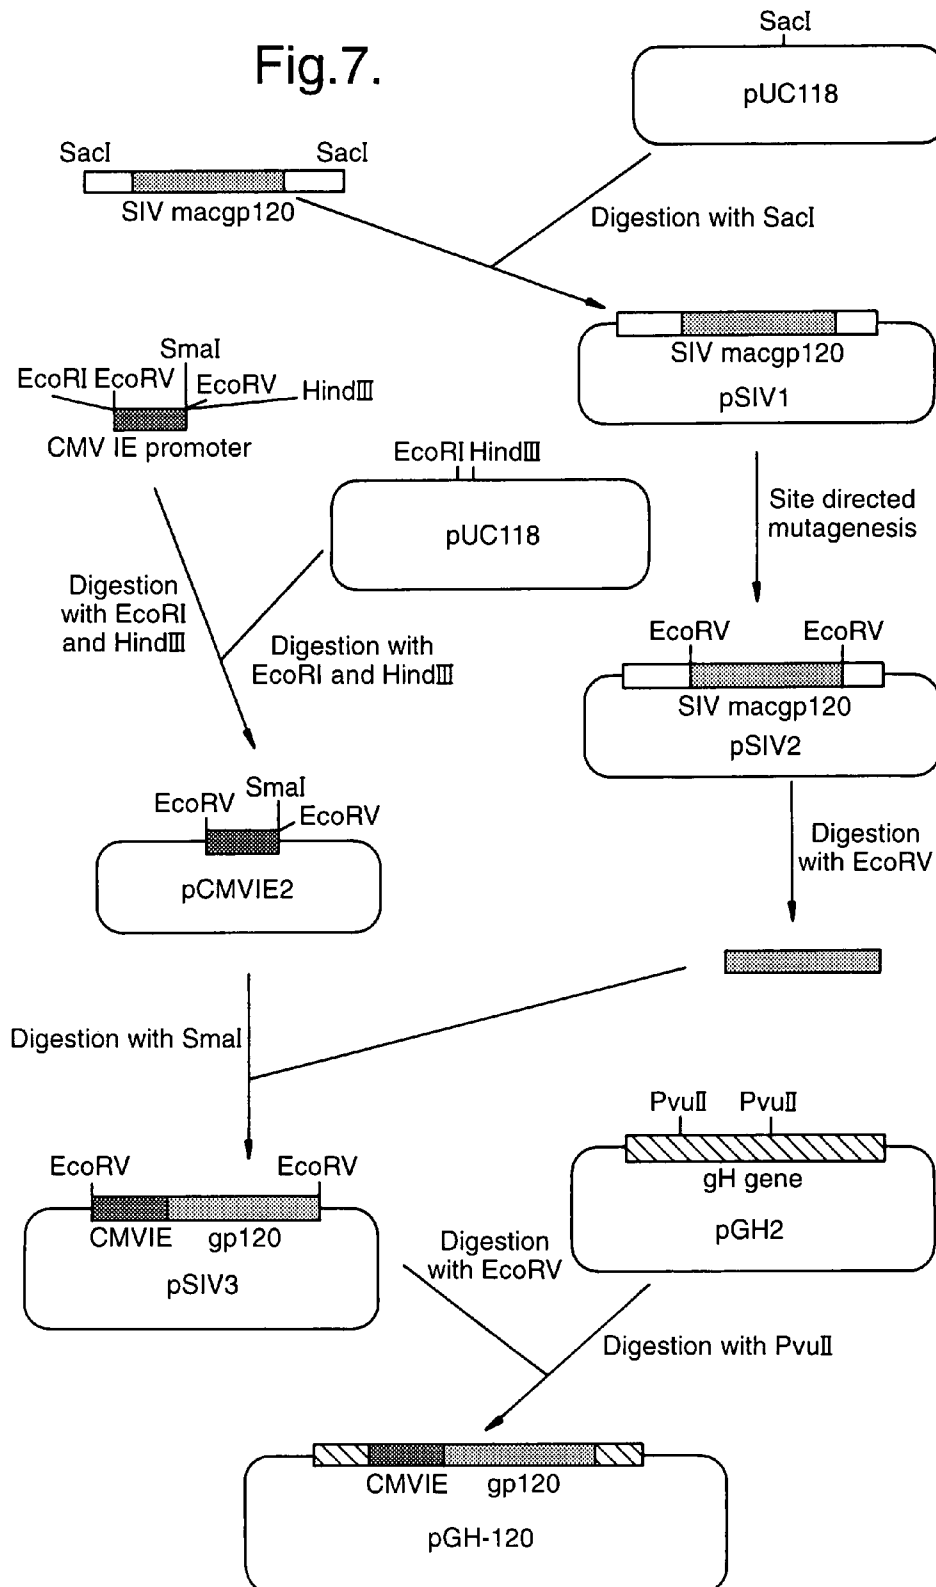 Fig.7.
SacI
pUC118
SacI
SacI
SIV macgp120
Digestion with SacI
SIV macgp120
pSIV1
SmaI
EcoRI EcoRV
EcoRV
HindⅢ
CMV IE promoter
EcoRI HindⅢ
pUC118
Site directed
mutagenesis
Digestion
with EcoRI
and HindⅢ
Digestion with
EcoRI and HindⅢ
EcoRV
EcoRV
SIV macgp120
pSIV2
SmaI
EcoRV
EcoRV
pCMVIE2
Digestion
with EcoRV
Digestion with SmaI
PvuⅡ
PvuⅡ
gH gene
pGH2
EcoRV
EcoRV
CMVIE
gp120
pSIV3
Digestion
with EcoRV
Digestion with PvuⅡ
CMVIE
gp120
pGH-120